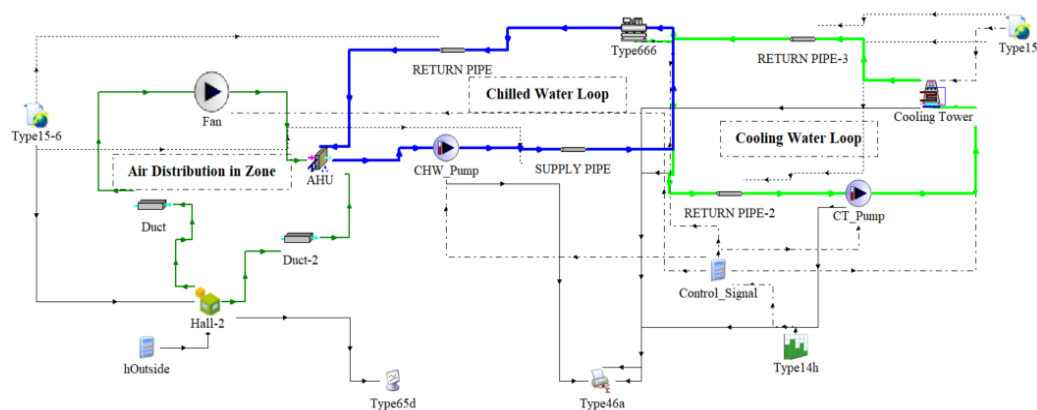 Type666
RETURN PIPE-3
Type15
RETURN PIPE
Chilled Water Loop
Cooling Tower
Fan
Type15-6
Cooling Water Loop
Air Distribution in Zone
AHU
CHW_Pump
SUPPLY PIPE
RETURN PIPE-2
CT_Pump
Duct
Duct-2
Control_Signal
Hall-2
hOutside
Type14h
Type65d
Type46a